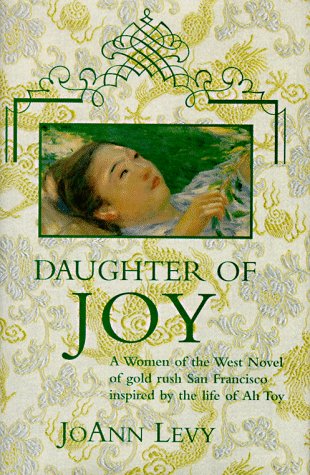 DAUGHTER OF
JOY
A Women of the West Novel
of gold rush San Francisco
inspired by the life of Ah Toy
JOANN LEVY